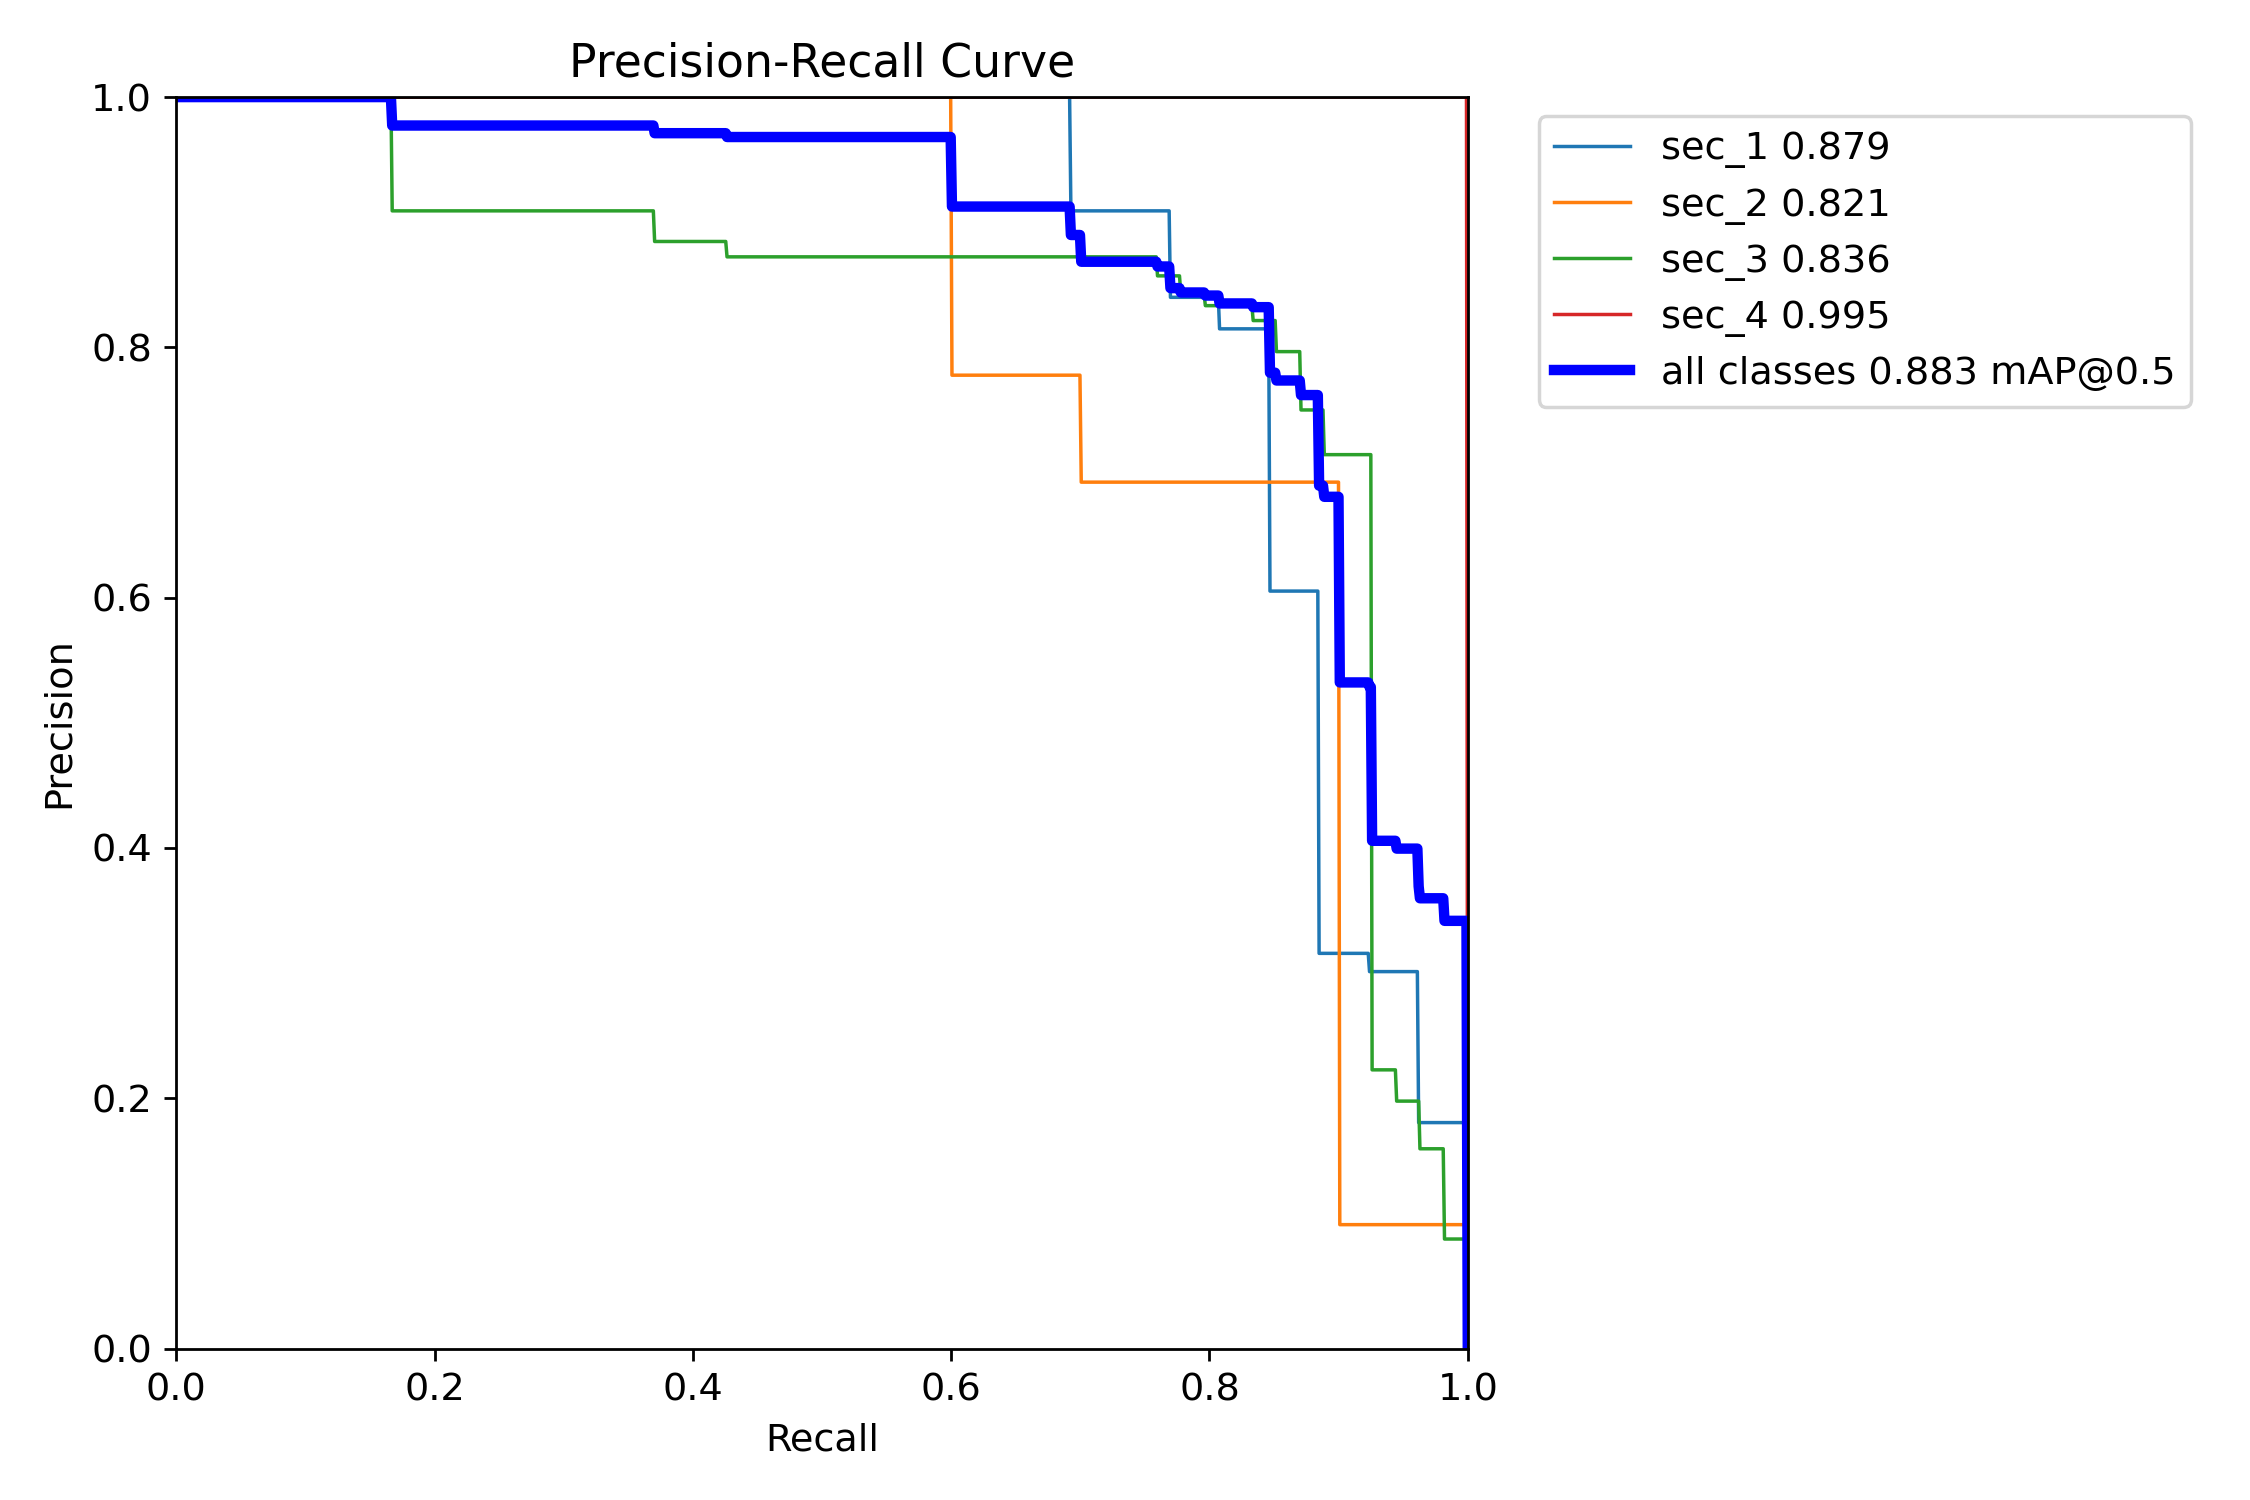 Precision-Recall Curve
1.0
0.8
0.6
0.4
0.2
0.0
Precision
0.0 0.2 0.4 0.6 0.8 1.0
Recall
sec_1 0.879
sec_2 0.821
sec_3 0.836
sec_4 0.995
all classes 0.883 mAP@0.5